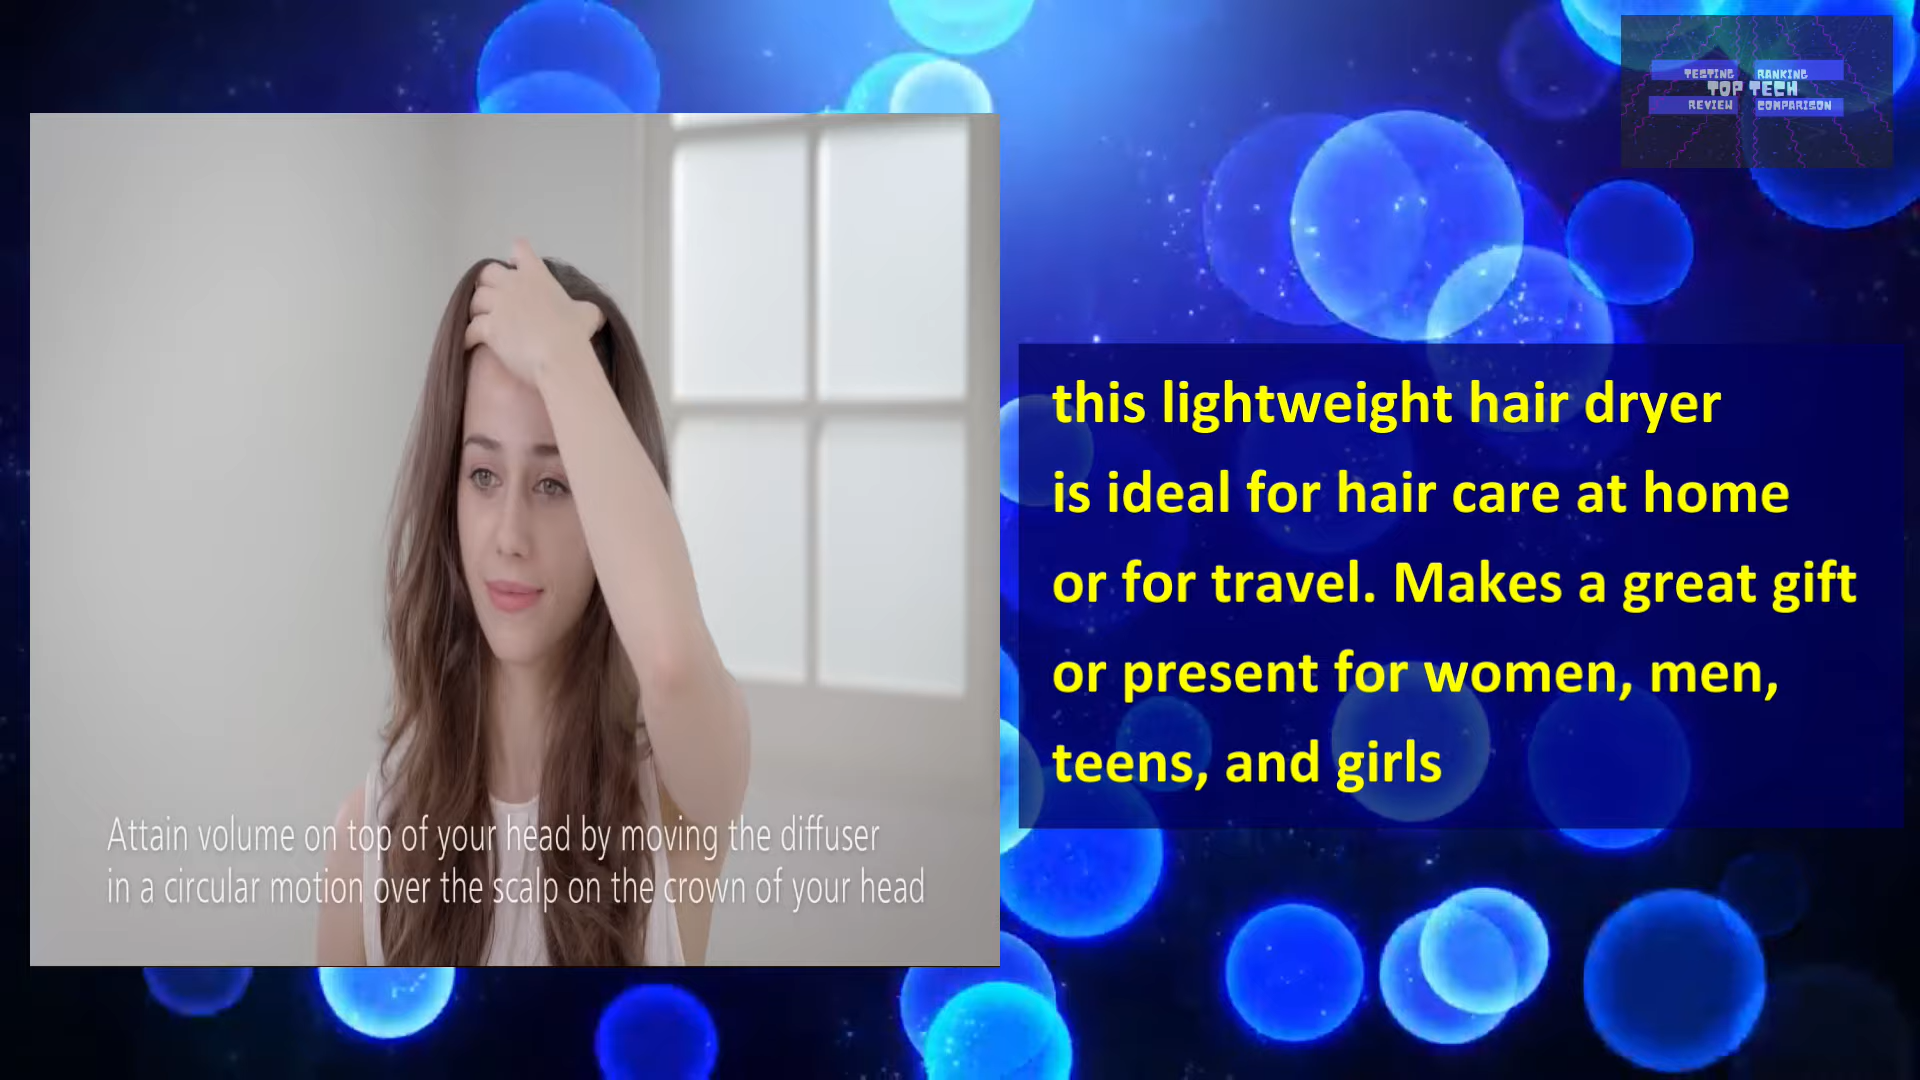 TESTING RANKING
TOP TECH
REVIEW COMPARISON
this lightweight hair dryer
is ideal for hair care at home
or for travel. Makes a great gift
or present for women, men,
teens, and girls
Attain volume on top of your head by moving the diffuser
in a circular motion over the scalp on the crown of your head